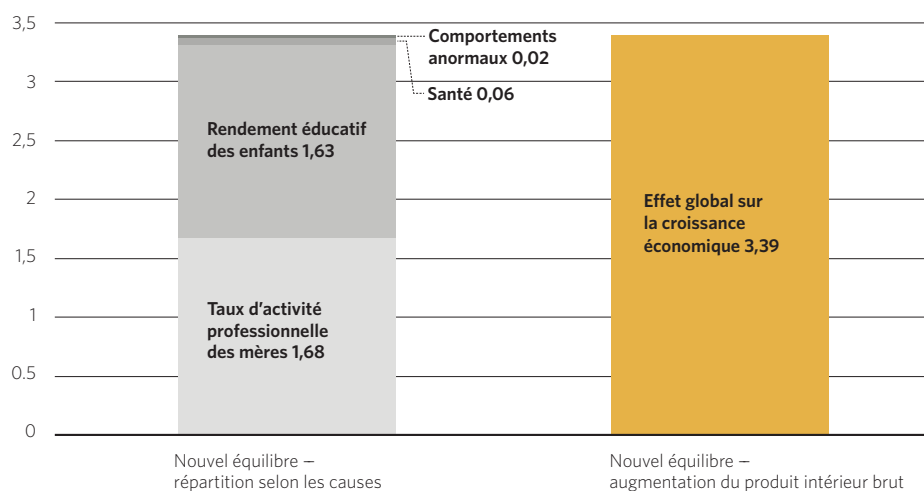 3,5
3
2,5
2
1,5
1
0.5
0
Comportements
anormaux 0,02
Santé 0,06
Rendement éducatif
des enfants 1,63
Taux d'activité
professionnelle
des mères 1,68
Effet global sur
la croissance
économique 3,39
Nouvel équilibre –
répartition selon les causes
Nouvel équilibre –
augmentation du produit intérieur brut